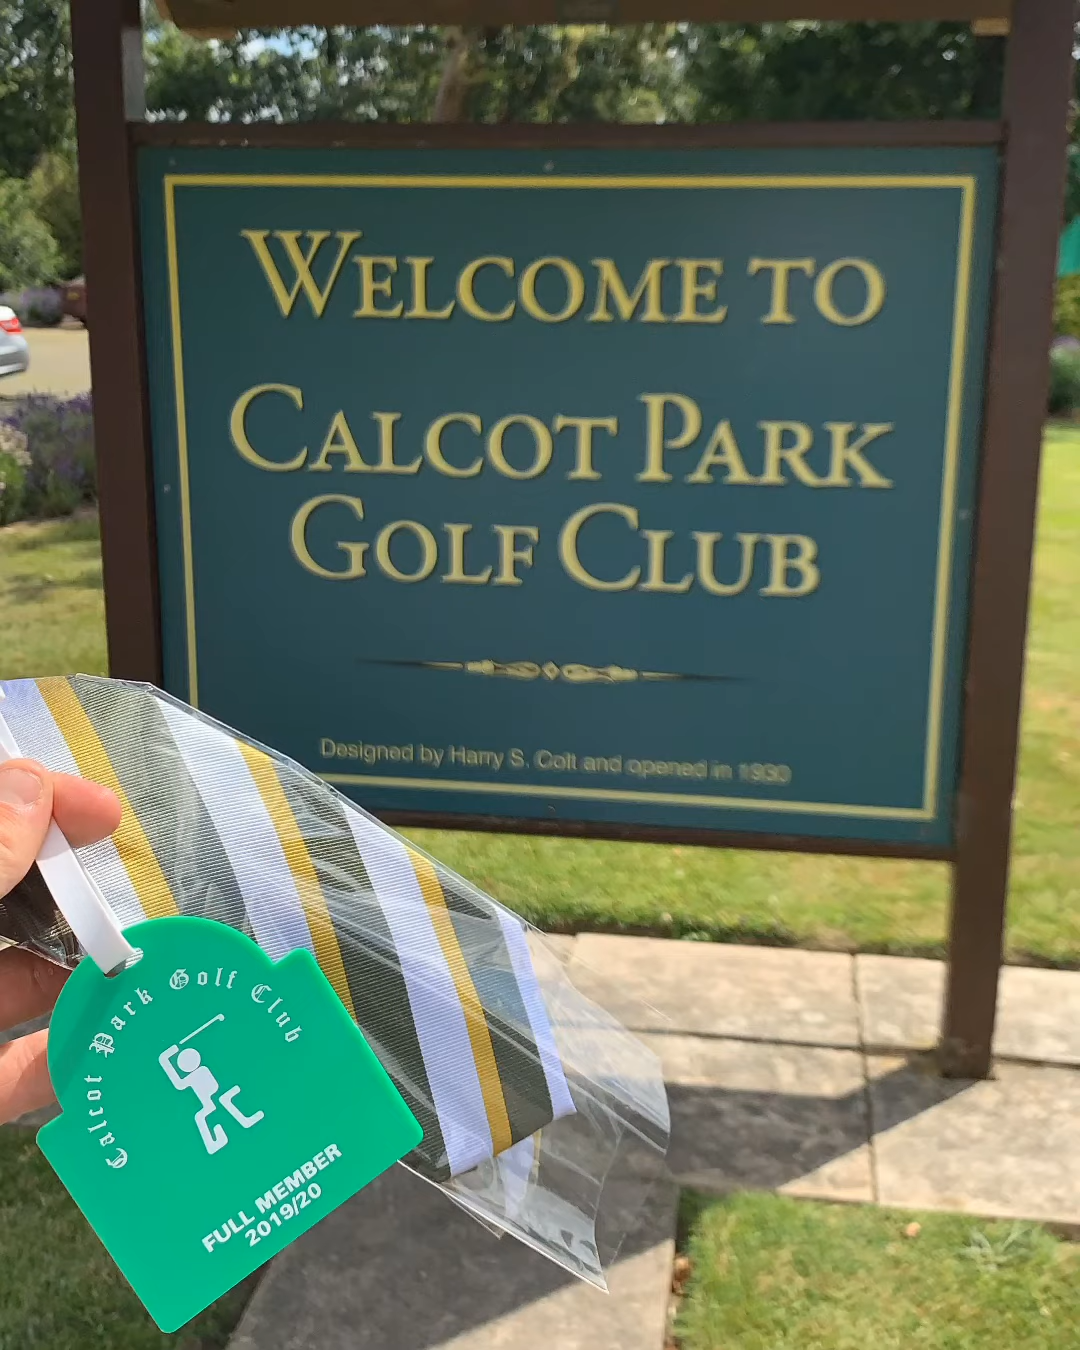 WELCOME TO
CALCOT PARK
GOLF CLUB
Designed by Harry S. Colt and opened in 1930
Calcot Park Golf Club
FULL MEMBER
2019/20